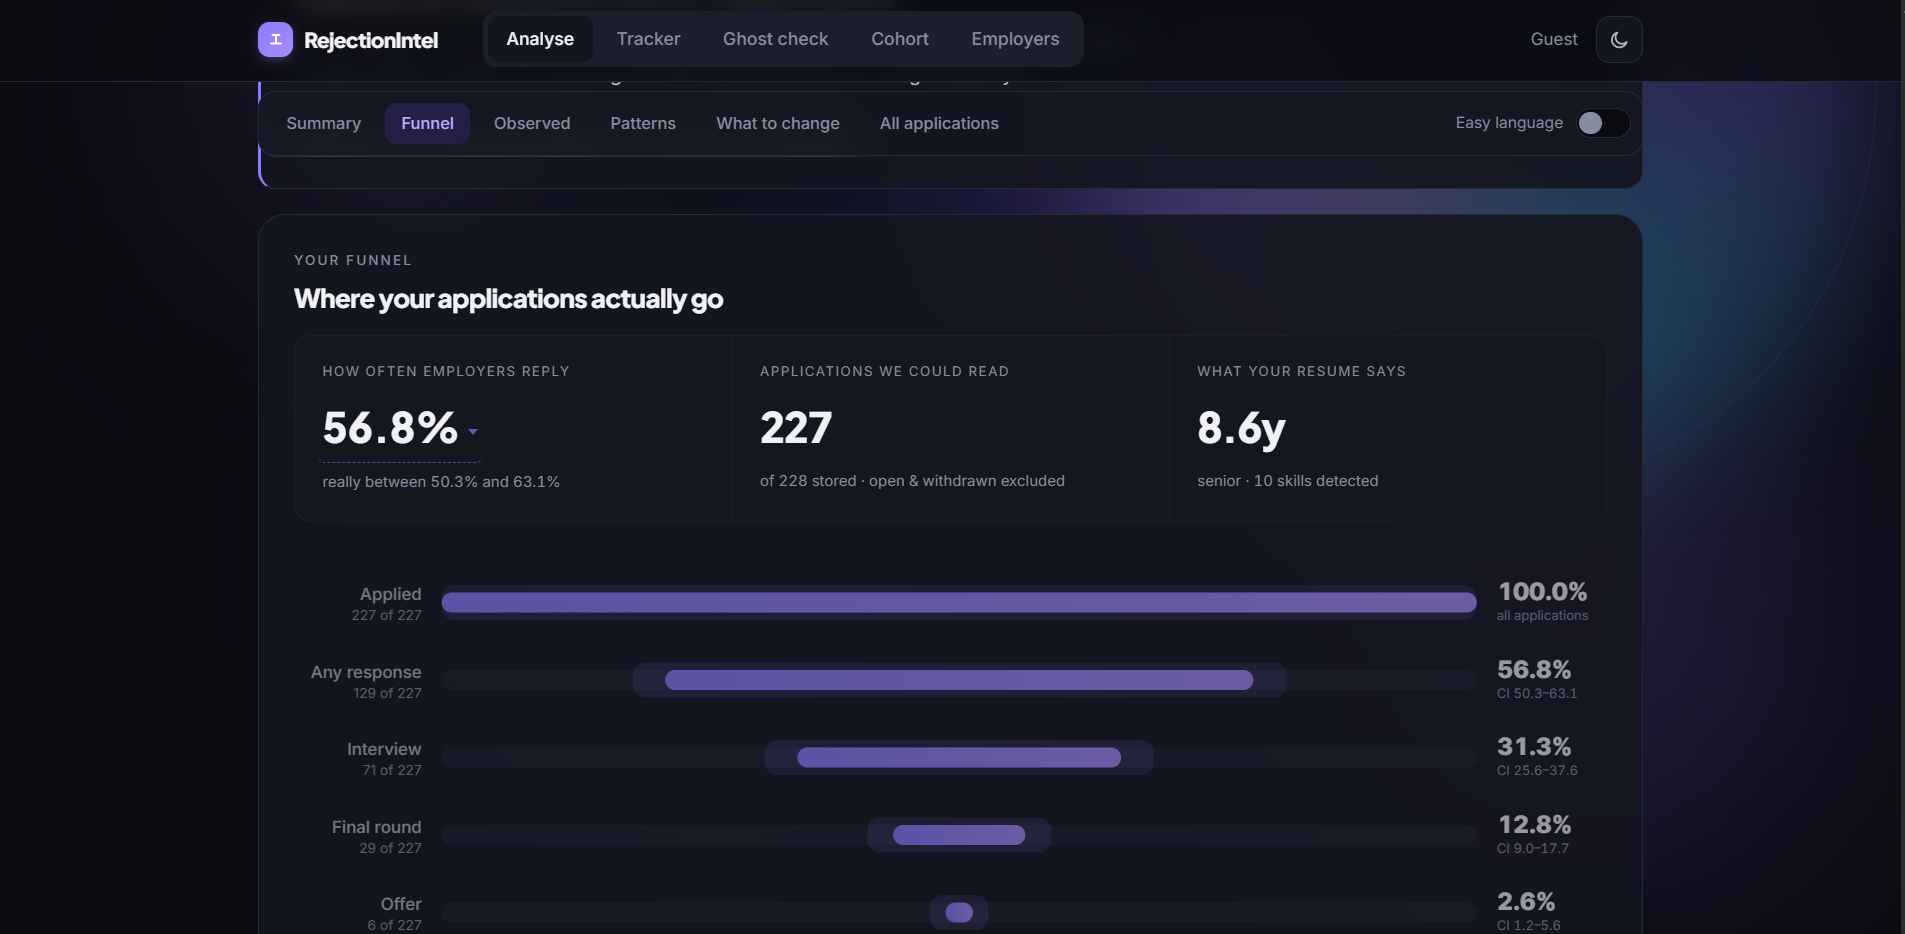 RejectionIntel
Analyse
Tracker
Ghost check
Cohort
Employers
Guest
Summary
Funnel
Observed
Patterns
What to change
All applications
Easy language
YOUR FUNNEL
Where your applications actually go
HOW OFTEN EMPLOYERS REPLY
56.8%
really between 50.3% and 63.1%
APPLICATIONS WE COULD READ
227
of 228 stored · open & withdrawn excluded
WHAT YOUR RESUME SAYS
8.6y
senior · 10 skills detected
Applied
227 of 227
100.0%
all applications
Any response
129 of 227
56.8%
CI 50.3–63.1
Interview
71 of 227
31.3%
CI 25.6–37.6
Final round
29 of 227
12.8%
CI 9.0–17.7
Offer
6 of 227
2.6%
CI 1.2–5.6